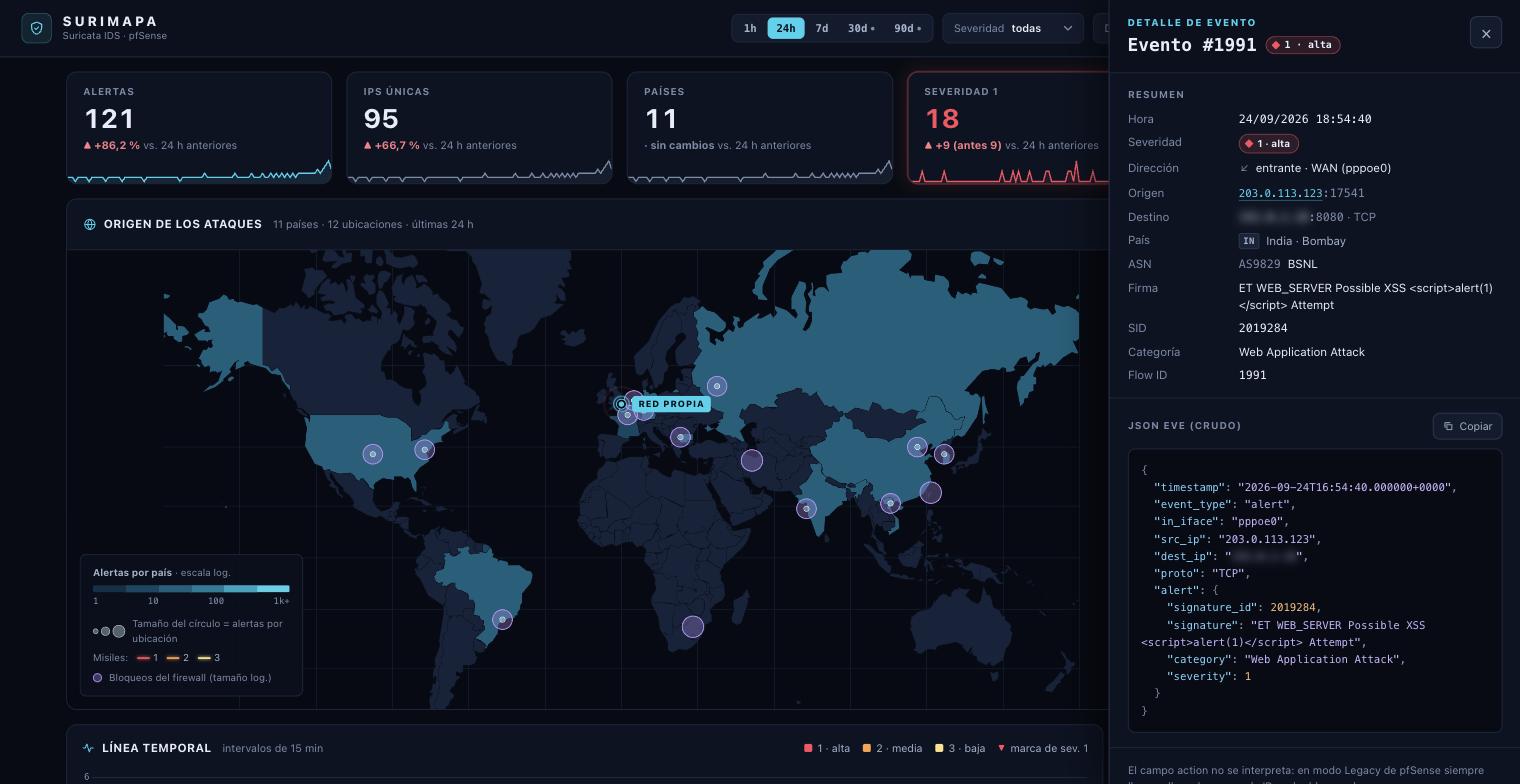 SURIMAPA
Suricata IDS · pfSense
1h 24h 7d 30d 90d
Severidad todas
DETALLE DE EVENTO
Evento #1991 1 · alta
ALERTAS
121
+86,2 % vs. 24 h anteriores
IPS ÚNICAS
95
+66,7 % vs. 24 h anteriores
PAÍSES
11
· sin cambios vs. 24 h anteriores
SEVERIDAD 1
18
+9 (antes 9) vs. 24 h anteriores
ORIGEN DE LOS ATAQUES 11 países · 12 ubicaciones · últimas 24 h
RED PROPIA
Alertas por país · escala log.
1 10 100 1k+
Tamaño del círculo = alertas por
ubicación
Misiles: 1 2 3
Bloqueos del firewall (tamaño log.)
LÍNEA TEMPORAL intervalos de 15 min
1 · alta 2 · media 3 · baja marca de sev. 1
6
RESUMEN
Hora 24/09/2026 18:54:40
Severidad 1 · alta
Dirección entrante · WAN (pppoe0)
Origen 203.0.113.123:17541
Destino :8080 · TCP
País IN India · Bombay
ASN AS9829 BSNL
Firma ET WEB_SERVER Possible XSS <script>alert(1)
</script> Attempt
SID 2019284
Categoría Web Application Attack
Flow ID 1991
JSON EVE (CRUDO) Copiar
{
"timestamp": "2026-09-24T16:54:40.000000+0000",
"event_type": "alert",
"in_iface": "pppoe0",
"src_ip": "203.0.113.123",
"dest_ip": "",
"proto": "TCP",
"alert": {
"signature_id": 2019284,
"signature": "ET WEB_SERVER Possible XSS
<script>alert(1)</script> Attempt",
"category": "Web Application Attack",
"severity": 1
}
}
El campo action no se interpreta: en modo Legacy de pfSense siempre